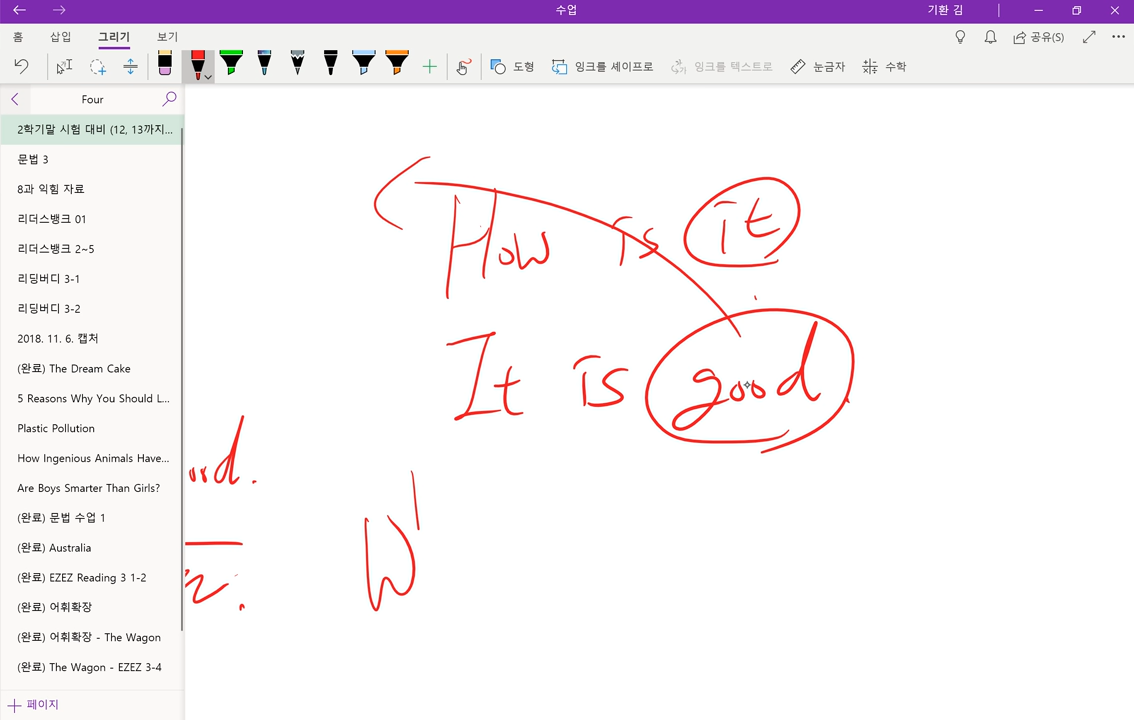 수업
기환 김
홈 삽입 그리기 보기
공유(S)
도형 잉크를 셰이프로 잉크를 텍스트로 눈금자 수학
Four
2학기말 시험 대비 (12, 13까지...
문법 3
8과 익힘 자료
리더스뱅크 01
리더스뱅크 2~5
리딩버디 3-1
리딩버디 3-2
2018. 11. 6. 캡처
(완료) The Dream Cake
5 Reasons Why You Should L...
Plastic Pollution
How Ingenious Animals Have...
Are Boys Smarter Than Girls?
(완료) 문법 수업 1
(완료) Australia
(완료) EZEZ Reading 3 1-2
(완료) 어휘확장
(완료) 어휘확장 - The Wagon
(완료) The Wagon - EZEZ 3-4
페이지
How is it
It is good
W